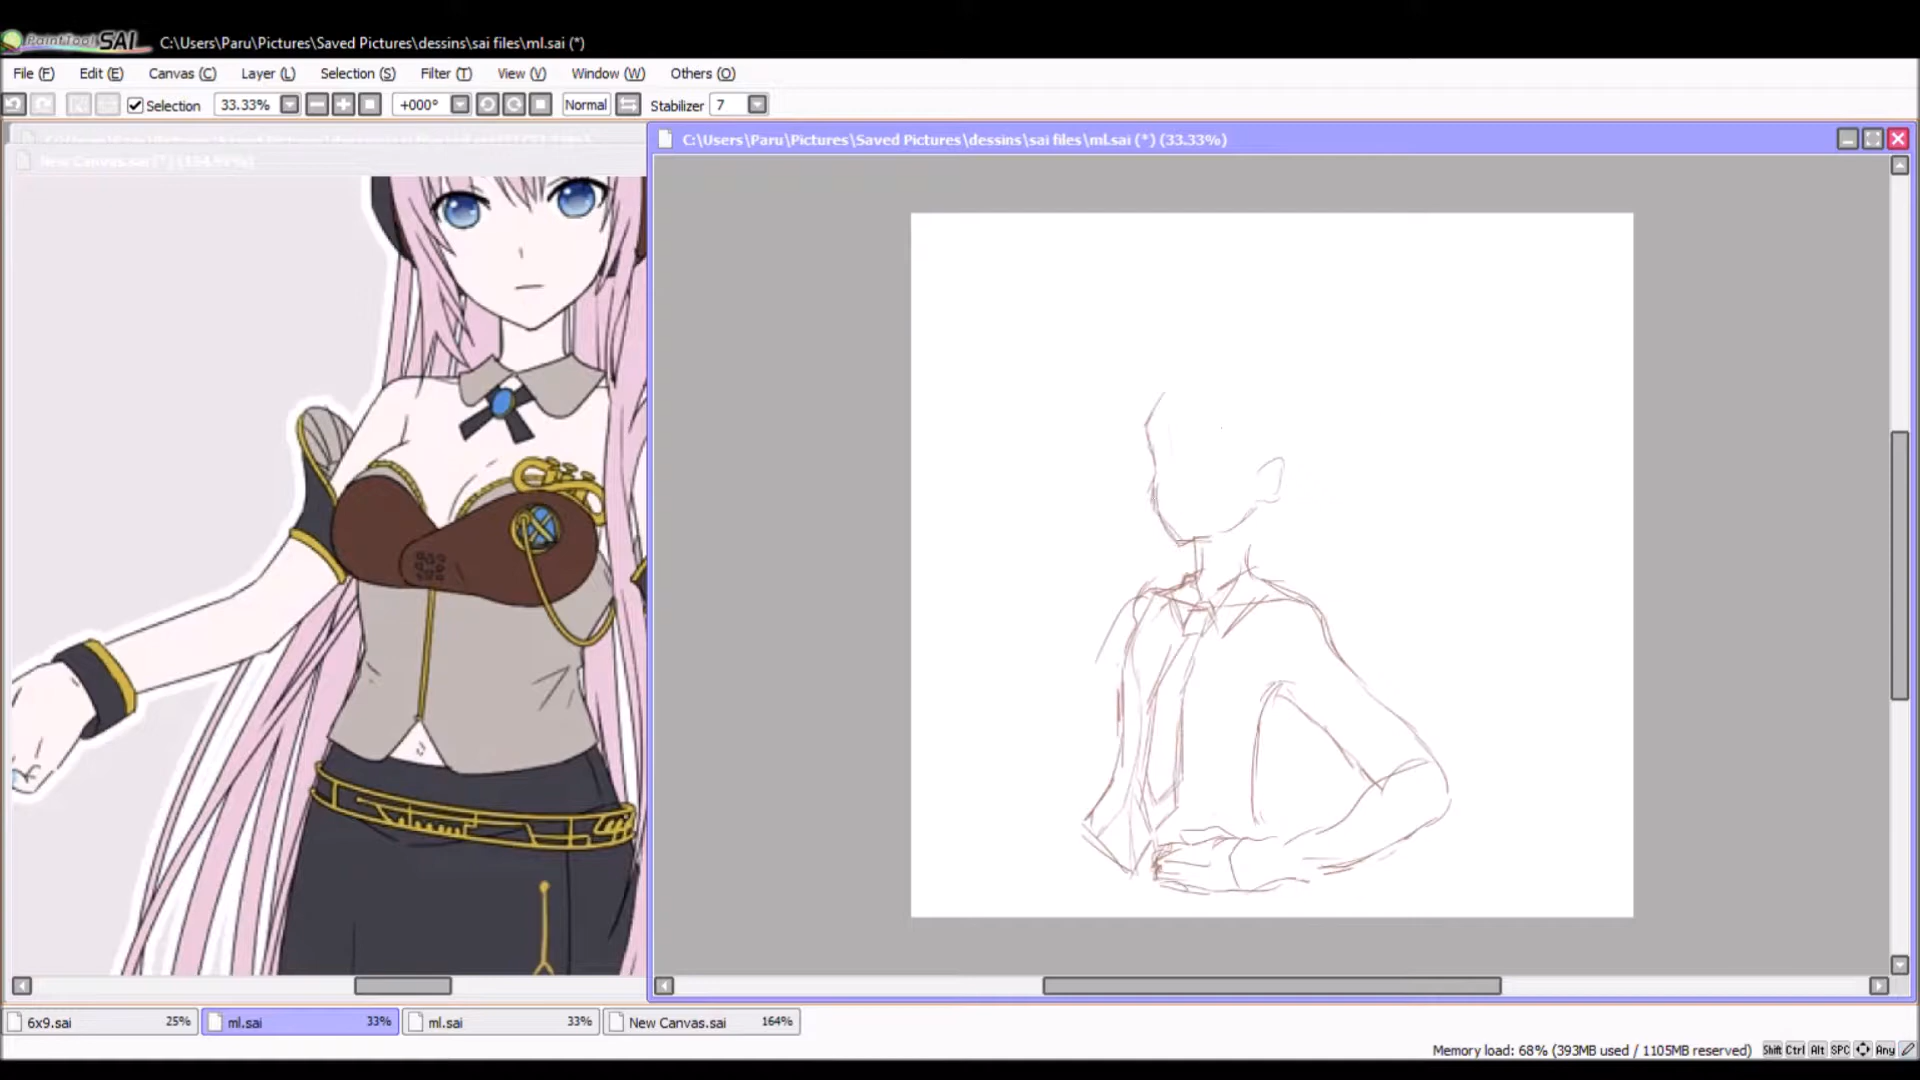 PaintTool SAI C:\Users\Paru\Pictures\Saved Pictures\dessins\sai files\ml.sai (*)
File (F) Edit (E) Canvas (C) Layer (L) Selection (S) Filter (T) View (V) Window (W) Others (O)
Selection 33.33% +000° Normal Stabilizer 7
C:\Users\Paru\Pictures\Saved Pictures\dessins\sai files\ml.sai (*) (33.33%)
6x9.sai 25% ml.sai 33% ml.sai 33% New Canvas.sai 164%
Memory load: 68% (393MB used / 1105MB reserved) Shift Ctrl Alt SPC Any